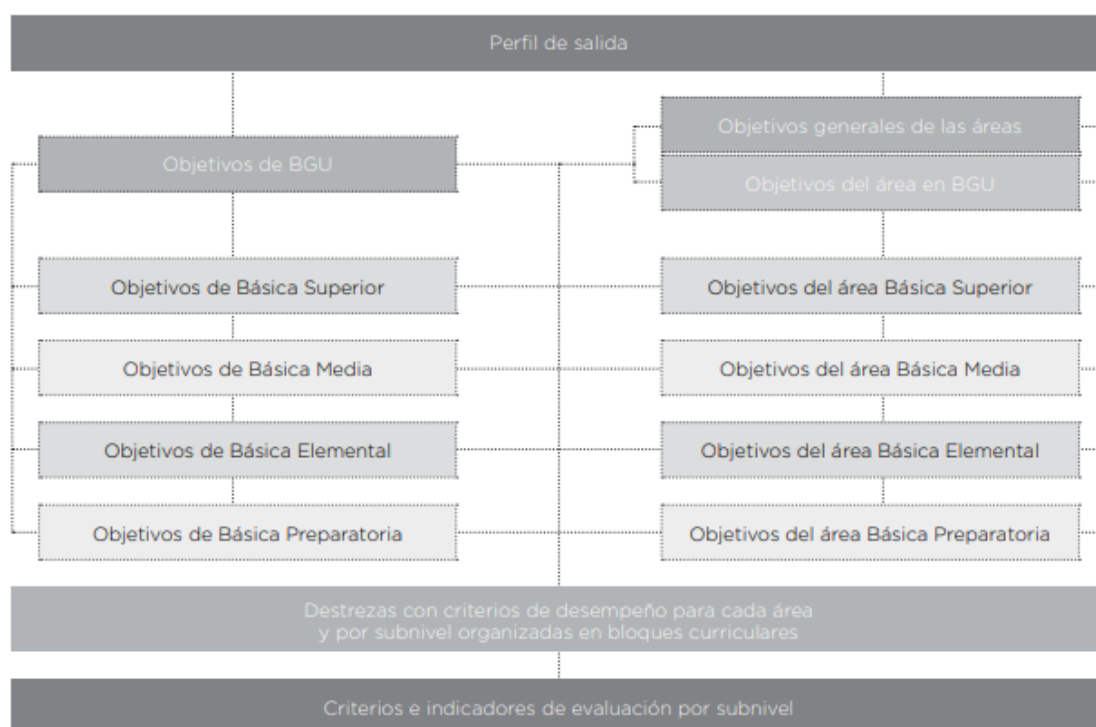 Perfil de salida
Objetivos generales de las áreas
Objetivos de BGU
Objetivos del área en BGU
Objetivos de Básica Superior
Objetivos del área Básica Superior
Objetivos de Básica Media
Objetivos del área Básica Media
Objetivos de Básica Elemental
Objetivos del área Básica Elemental
Objetivos de Básica Preparatoria
Objetivos del área Básica Preparatoria
Destrezas con criterios de desempeño para cada área
y por subnivel organizadas en bloques curriculares
Criterios e indicadores de evaluación por subnivel